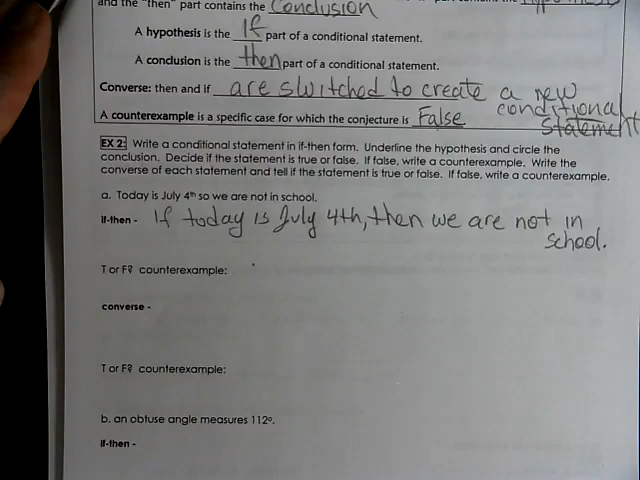 and the "then" part contains the Conclusion part contains the
A hypothesis is the If part of a conditional statement.
A conclusion is the then part of a conditional statement.
Converse: then and If are switched to create a new
conditional
statement
A counterexample is a specific case for which the conjecture is False
EX 2: Write a conditional statement in if-then form. Underline the hypothesis and circle the
conclusion. Decide if the statement is true or false. If false, write a counterexample. Write the
converse of each statement and tell if the statement is true or false. If false, write a counterexample.
a. Today is July 4th so we are not in school.
If-then - If today is July 4th, then we are not in
school.
T or F? counterexample:
converse -
T or F? counterexample:
b. an obtuse angle measures 112º.
If-then -